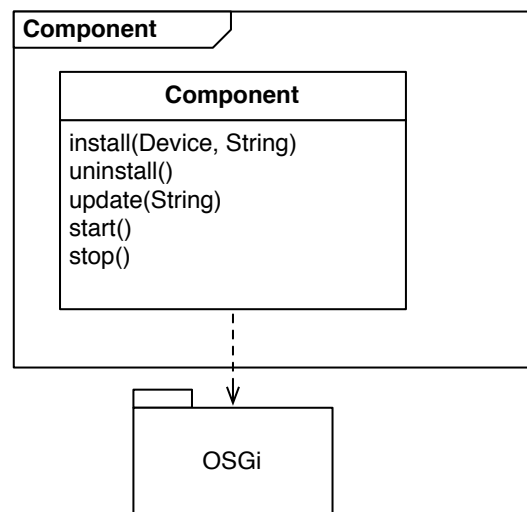 Component
Component
install(Device, String)
uninstall()
update(String)
start()
stop()
OSGi